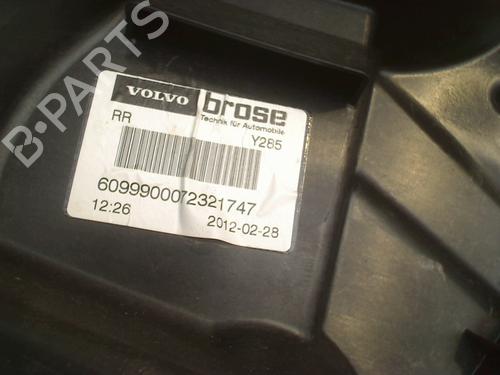 B-PARTS
VOLVO brose
Technik für Automobile
RR
Y285
6099900072321747
12:26 2012-02-28